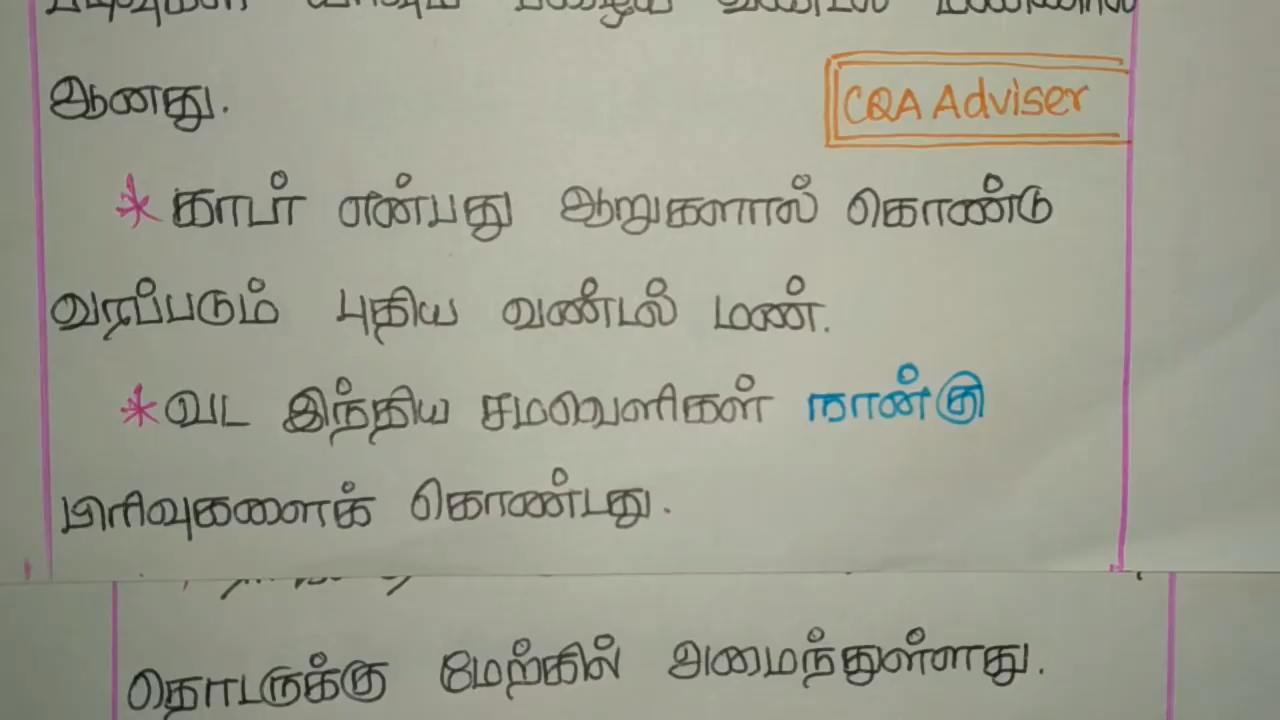 ஆனது.
CQA Adviser
* காபர் என்பது ஆறுகளால் கொண்டு
வரப்படும் புதிய வண்டல் மண்.
* வட இந்திய சமவெளிகள் நான்கு
பிரிவுகளைக் கொண்டது.
தொடருக்கு மேற்கில் அமைந்துள்ளது.